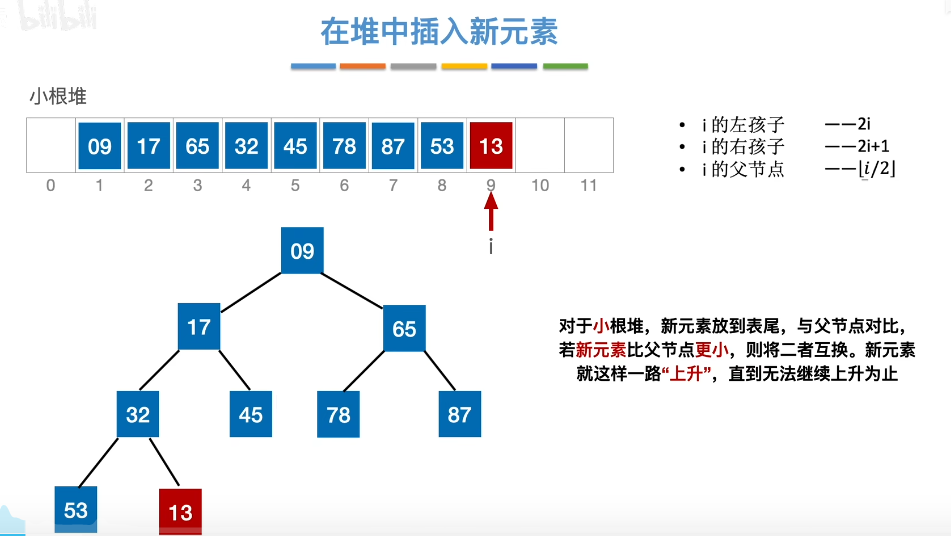 bilibili
在堆中插入新元素
小根堆
09 17 65 32 45 78 87 53 13
0 1 2 3 4 5 6 7 8 9 10 11
i
• i 的左孩子 ——2i
• i 的右孩子 ——2i+1
• i 的父节点 ——⌊i/2⌋
09
17 65
32 45 78 87
53 13
对于小根堆，新元素放到表尾，与父节点对比，
若新元素比父节点更小，则将二者互换。新元素
就这样一路“上升”，直到无法继续上升为止